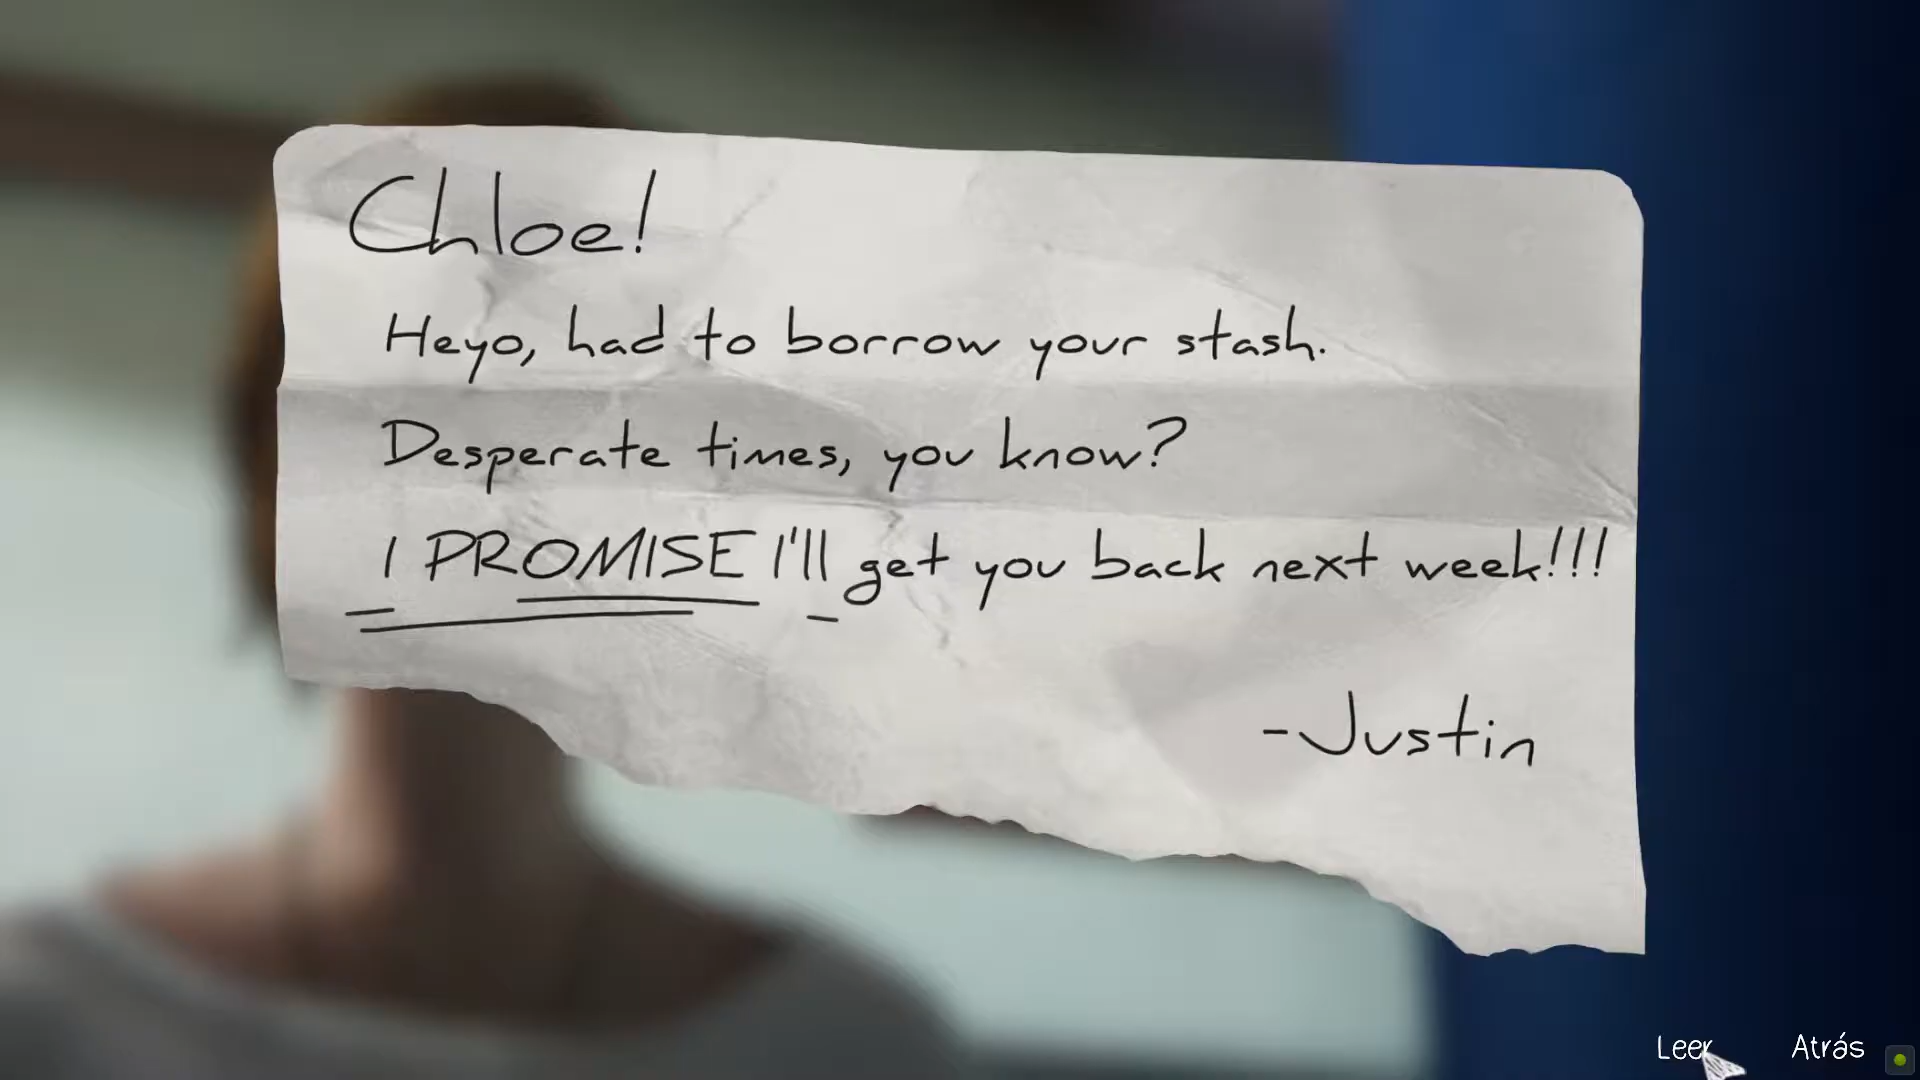 Chloe!
Heyo, had to borrow your stash.
Desperate times, you know?
I PROMISE I'll get you back next week!!!
-Justin
Leer Atrás